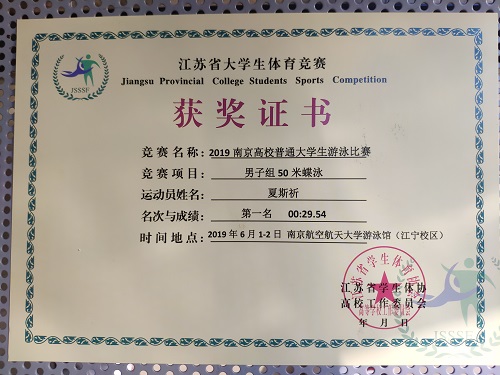 JSSSF
江苏省大学生体育竞赛
Jiangsu Provincial College Students Sports Competition
获奖证书
竞赛名称: 2019 南京高校普通大学生游泳比赛
竞赛项目: 男子组 50 米蝶泳
运动员姓名: 夏斯祈
名次与成绩: 第一名 00:29.54
时间地点: 2019 年 6 月 1-2 日 南京航空航天大学游泳馆（江宁校区）
江苏省学生体协
高校工作委员会
年 月 日
JSSSF